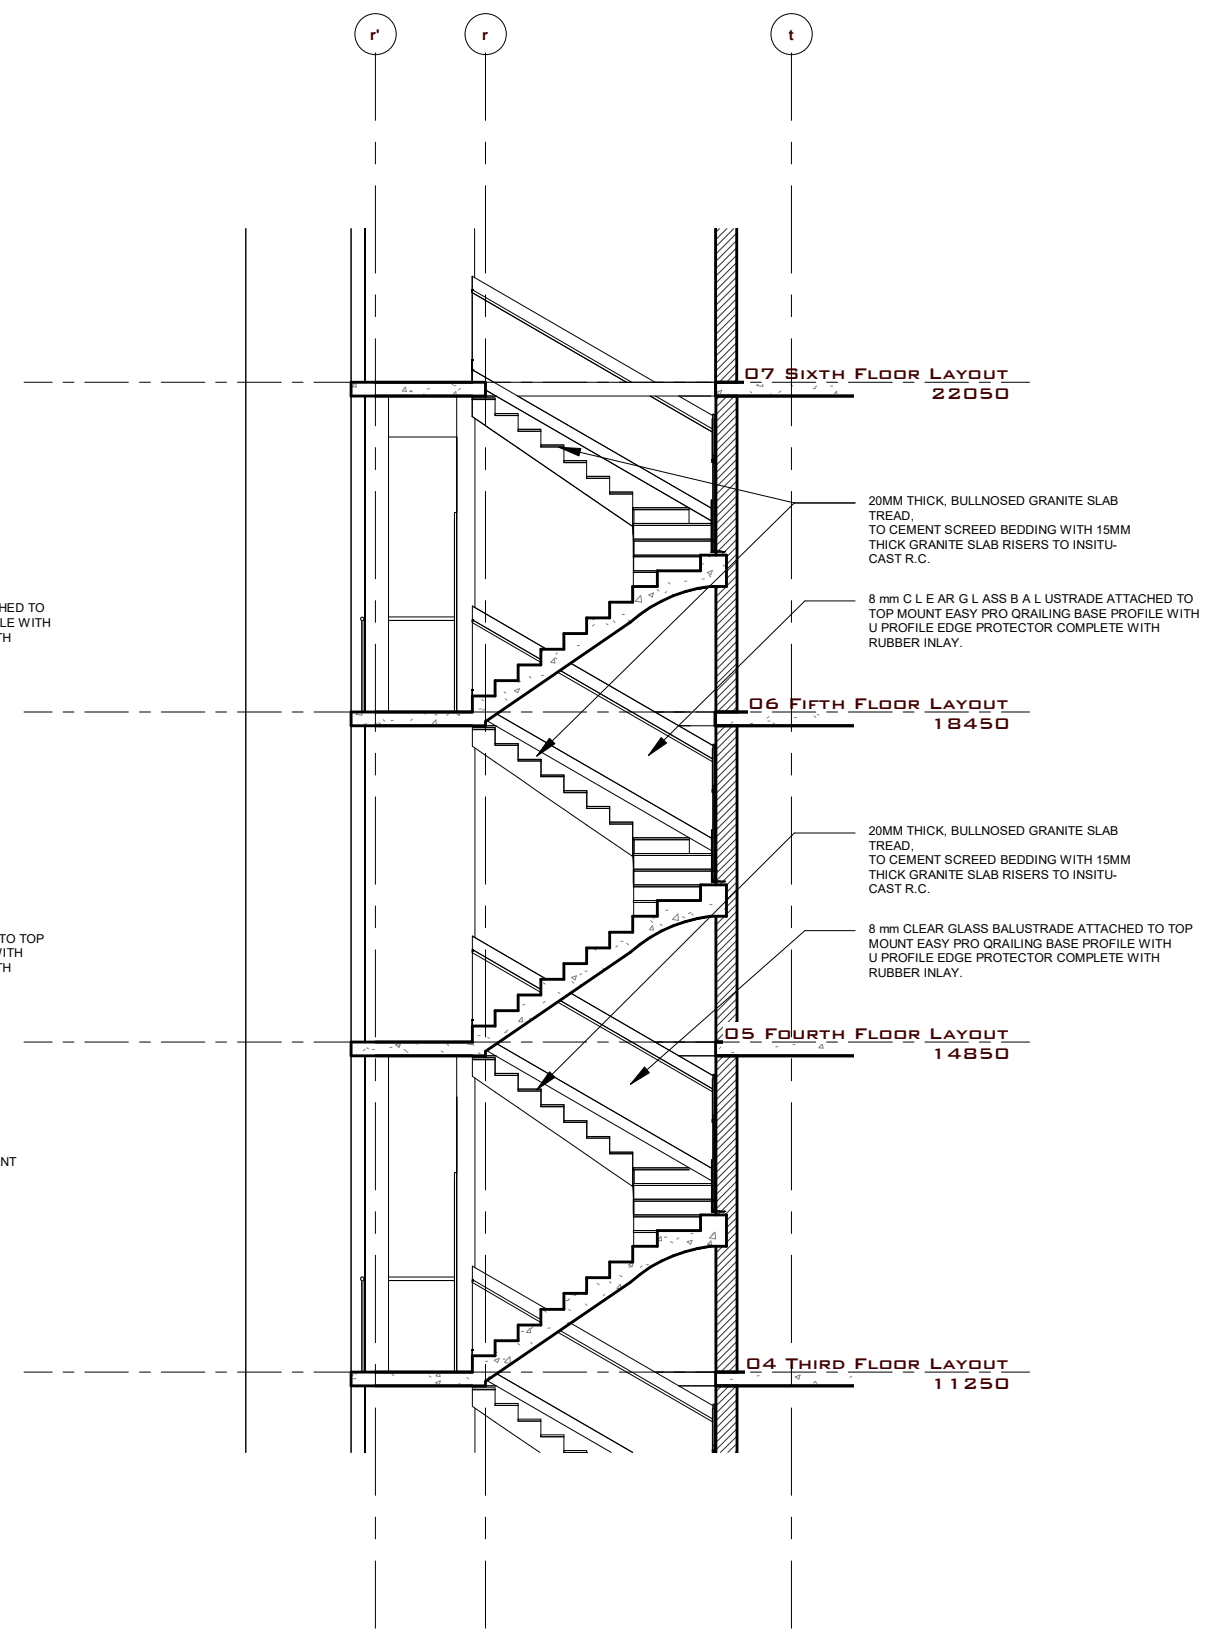 r'
r
t
07 Sixth Floor Layout
22050
20MM THICK, BULLNOSED GRANITE SLAB
TREAD,
TO CEMENT SCREED BEDDING WITH 15MM
THICK GRANITE SLAB RISERS TO INSITU-
CAST R.C.
8 mm C L E AR G L ASS B A L USTRADE ATTACHED TO
TOP MOUNT EASY PRO QRAILING BASE PROFILE WITH
U PROFILE EDGE PROTECTOR COMPLETE WITH
RUBBER INLAY.
HED TO
LE WITH
TH
06 Fifth Floor Layout
18450
20MM THICK, BULLNOSED GRANITE SLAB
TREAD,
TO CEMENT SCREED BEDDING WITH 15MM
THICK GRANITE SLAB RISERS TO INSITU-
CAST R.C.
8 mm CLEAR GLASS BALUSTRADE ATTACHED TO TOP
MOUNT EASY PRO QRAILING BASE PROFILE WITH
U PROFILE EDGE PROTECTOR COMPLETE WITH
RUBBER INLAY.
TO TOP
WITH
TH
05 Fourth Floor Layout
14850
NT
04 Third Floor Layout
11250